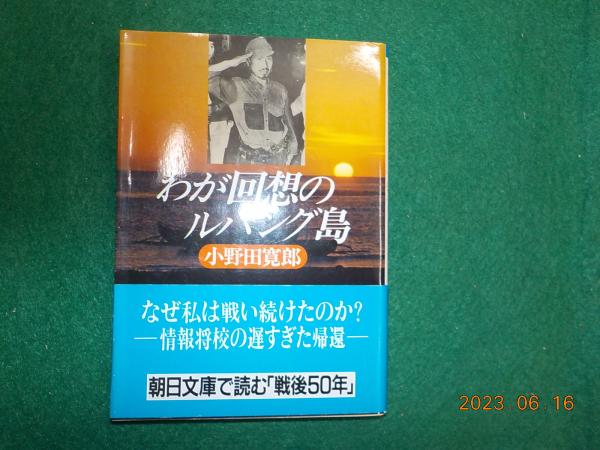 わが回想の
ルバング島
小野田寛郎
なぜ私は戦い続けたのか?
―情報将校の遅すぎた帰還―
朝日文庫で読む「戦後50年」
2023 06 16